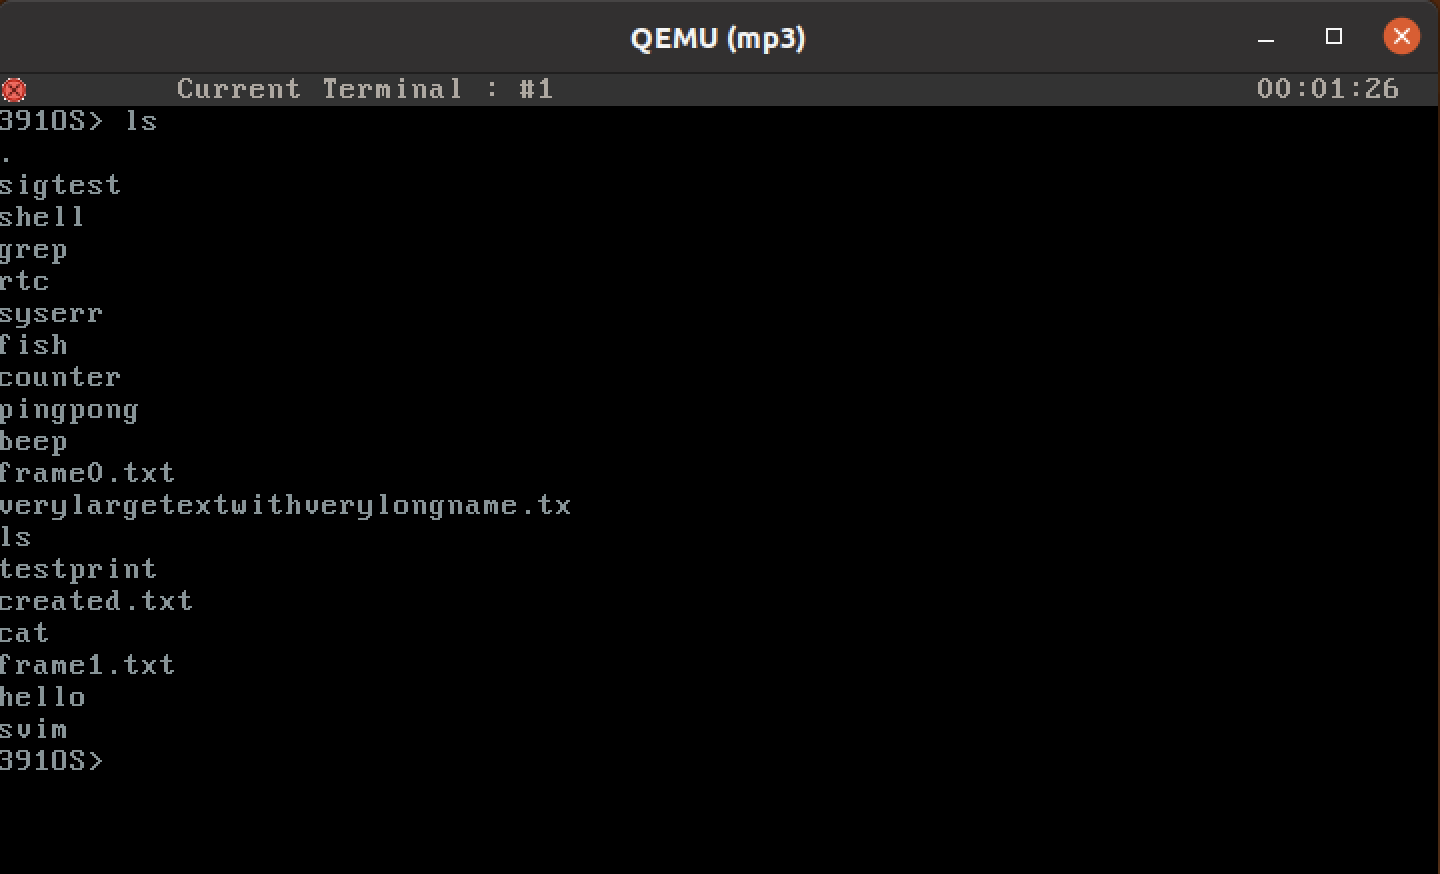 QEMU (mp3)
Current Terminal : #1 00:01:26
391OS> ls
.
sigtest
shell
grep
rtc
syserr
fish
counter
pingpong
beep
frame0.txt
verylargetextwithverylongname.tx
ls
testprint
created.txt
cat
frame1.txt
hello
svim
391OS>